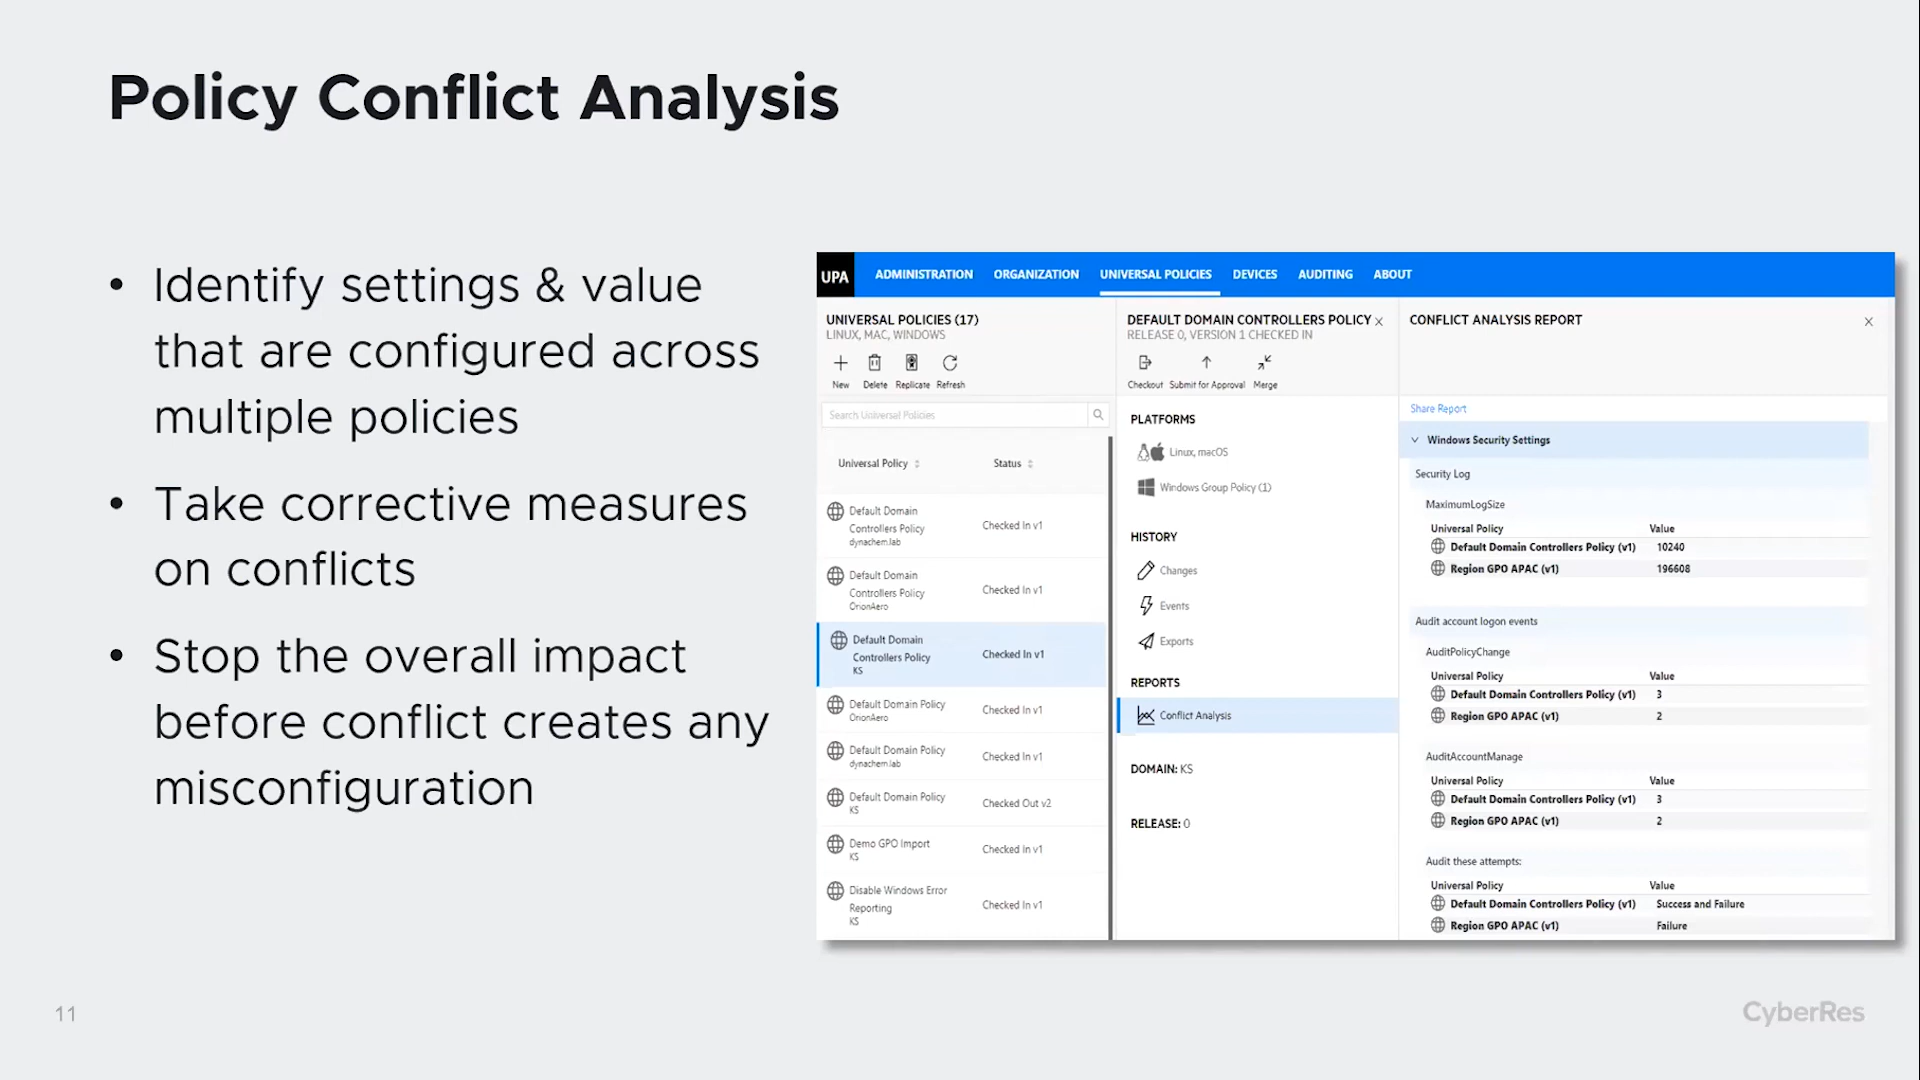 Policy Conflict Analysis
• Identify settings & value
that are configured across
multiple policies
• Take corrective measures
on conflicts
• Stop the overall impact
before conflict creates any
misconfiguration
UPA
ADMINISTRATION ORGANIZATION UNIVERSAL POLICIES DEVICES AUDITING ABOUT
UNIVERSAL POLICIES (17)
LINUX, MAC, WINDOWS
New Delete Replicate Refresh
Search Universal Policies
Universal Policy Status
Default Domain
Controllers Policy
dynachem.lab
Checked In v1
Default Domain
Controllers Policy
OrionAero
Checked In v1
Default Domain
Controllers Policy
KS
Checked In v1
Default Domain Policy
OrionAero
Checked In v1
Default Domain Policy
dynachem.lab
Checked In v1
Default Domain Policy
KS
Checked Out v2
Demo GPO Import
KS
Checked In v1
Disable Windows Error
Reporting
KS
Checked In v1
DEFAULT DOMAIN CONTROLLERS POLICY
RELEASE 0, VERSION 1 CHECKED IN
Checkout Submit for Approval Merge
PLATFORMS
Linux, macOS
Windows Group Policy (1)
HISTORY
Changes
Events
Exports
REPORTS
Conflict Analysis
DOMAIN: KS
RELEASE: 0
CONFLICT ANALYSIS REPORT
Share Report
Windows Security Settings
Security Log
MaximumLogSize
Universal Policy Value
Default Domain Controllers Policy (v1) 10240
Region GPO APAC (v1) 196608
Audit account logon events
AuditPolicyChange
Universal Policy Value
Default Domain Controllers Policy (v1) 3
Region GPO APAC (v1) 2
AuditAccountManage
Universal Policy Value
Default Domain Controllers Policy (v1) 3
Region GPO APAC (v1) 2
Audit these attempts:
Universal Policy Value
Default Domain Controllers Policy (v1) Success and Failure
Region GPO APAC (v1) Failure
11
CyberRes